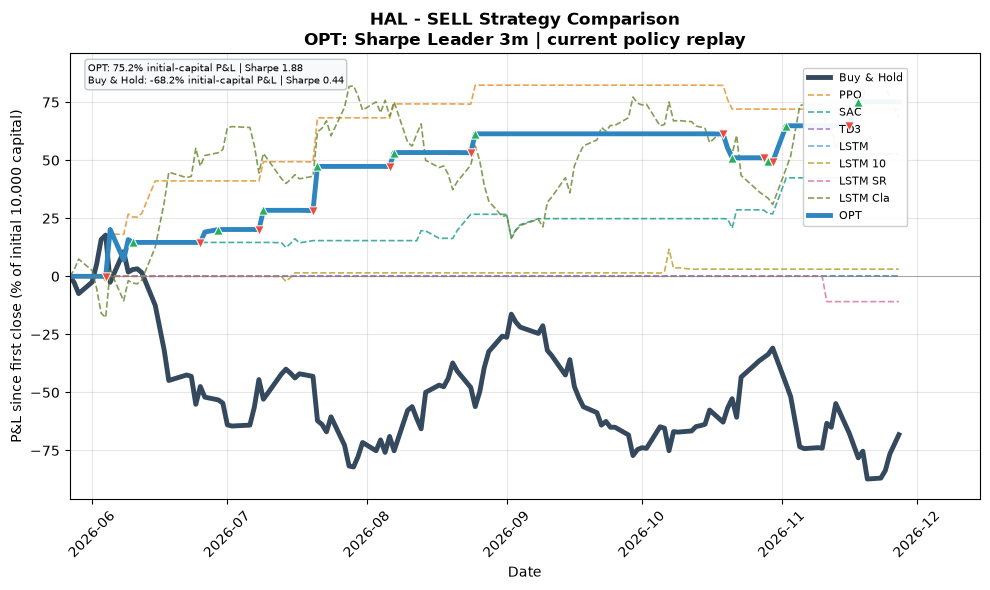 HAL - SELL Strategy Comparison
OPT: Sharpe Leader 3m | current policy replay
OPT: 75.2% initial-capital P&L | Sharpe 1.88
Buy & Hold: -68.2% initial-capital P&L | Sharpe 0.44
Buy & Hold
PPO
SAC
TD3
LSTM
LSTM 10
LSTM SR
LSTM Cla
OPT
P&L since first close (% of initial 10,000 capital)
75
50
25
0
−25
−50
−75
2026-06
2026-07
2026-08
2026-09
2026-10
2026-11
2026-12
Date